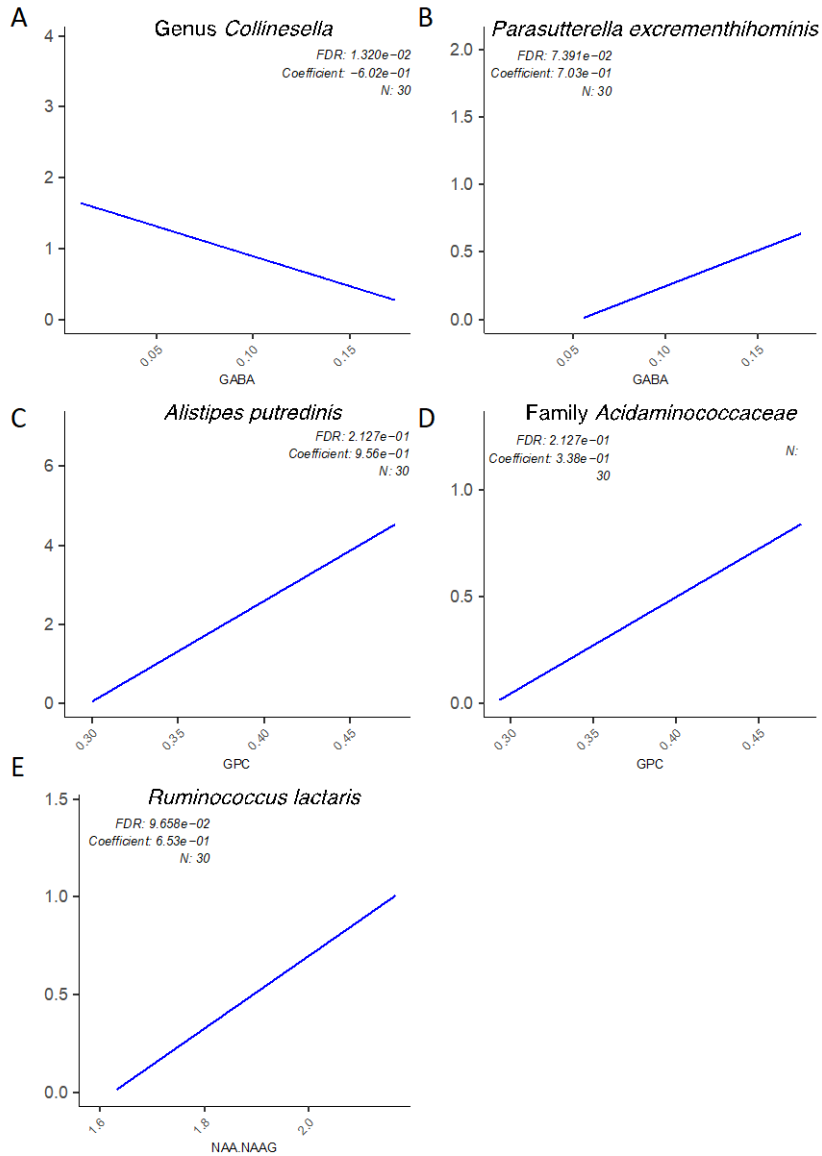 A
Genus Collinesella
FDR: 1.320e−02
Coefficient: −6.02e−01
N: 30
4
3
2
1
0
0.05
0.10
0.15
GABA
B
Parasutterella excrementhihominis
FDR: 7.391e−02
Coefficient: 7.03e−01
N: 30
2.0
1.5
1.0
0.5
0.0
0.05
0.10
0.15
GABA
C
Alistipes putredinis
FDR: 2.127e−01
Coefficient: 9.56e−01
N: 30
6
4
2
0
0.30
0.35
0.40
0.45
GPC
D
Family Acidaminococcaceae
FDR: 2.127e−01
Coefficient: 3.38e−01
N:
30
1.0
0.5
0.0
0.30
0.35
0.40
0.45
GPC
E
Ruminococcus lactaris
FDR: 9.658e−02
Coefficient: 6.53e−01
N: 30
1.5
1.0
0.5
0.0
1.6
1.8
2.0
NAA.NAAG